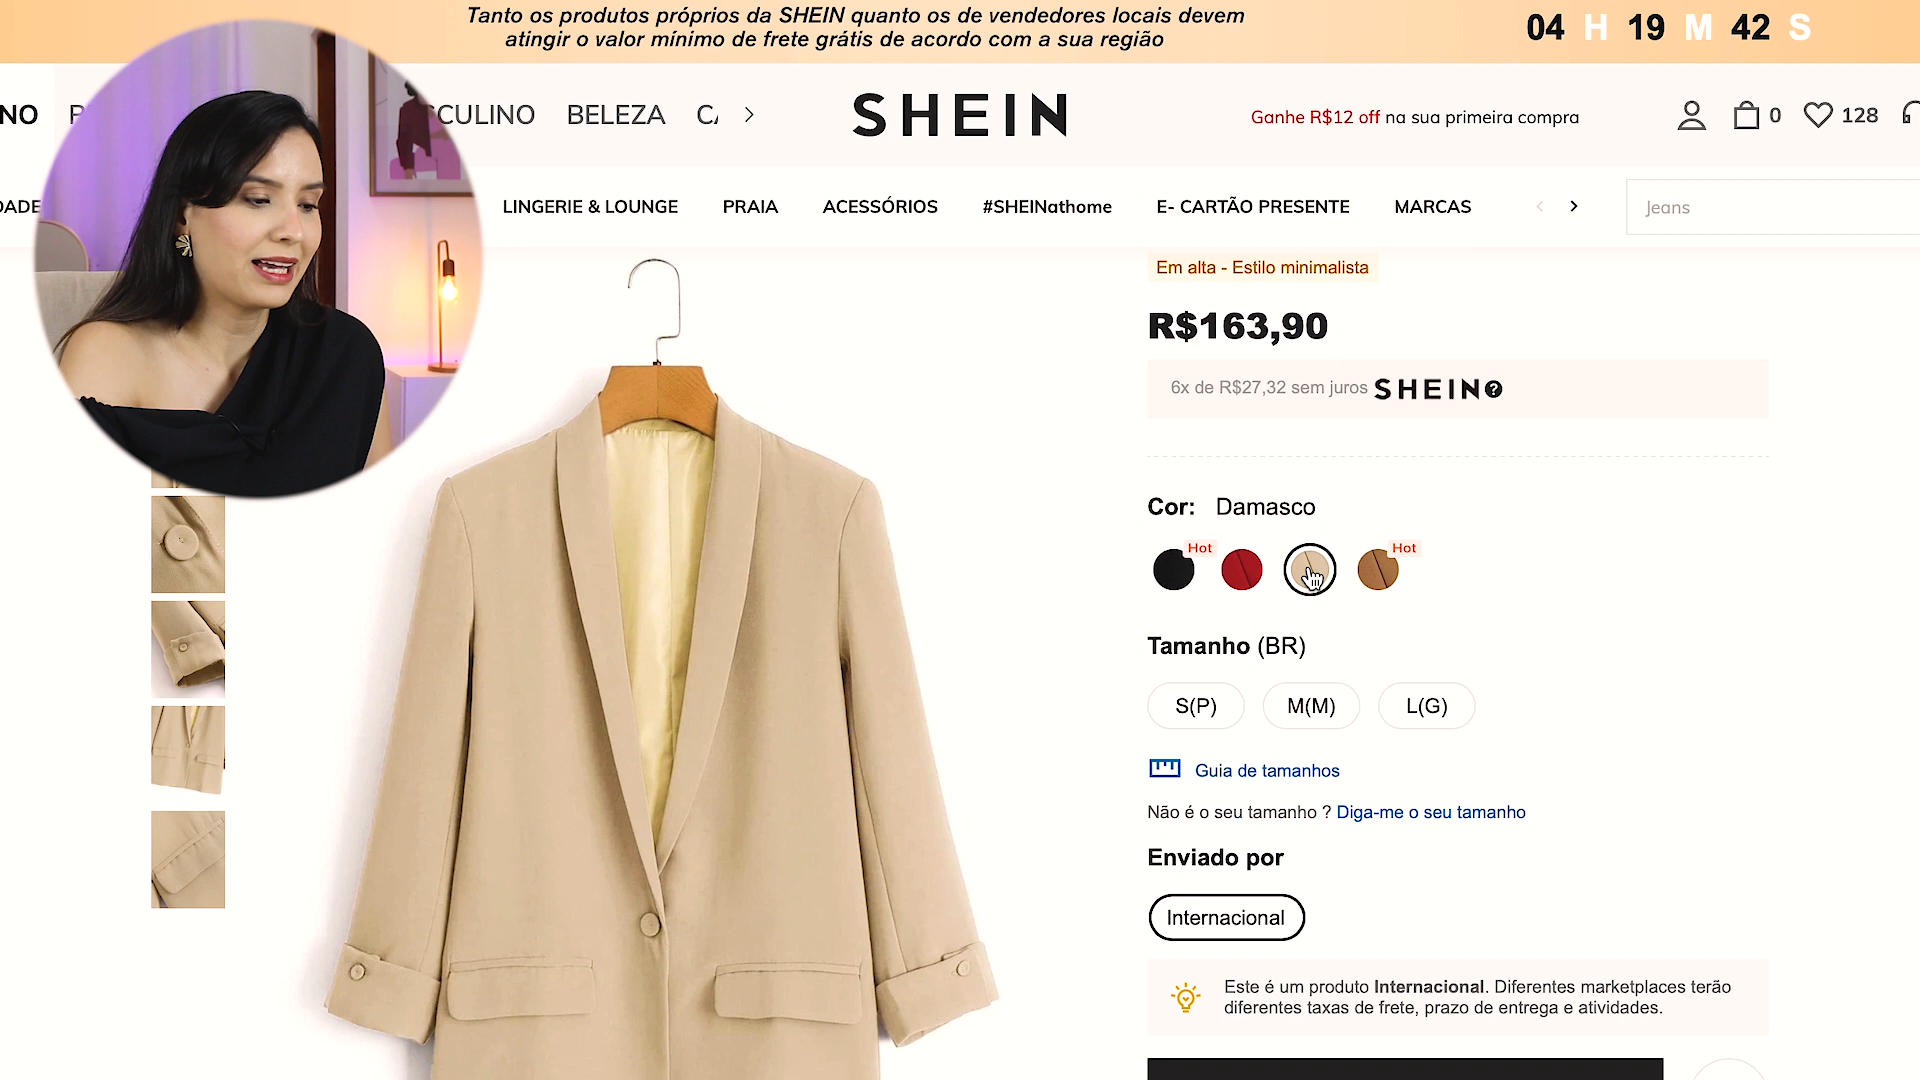 Tanto os produtos próprios da SHEIN quanto os de vendedores locais devem
atingir o valor mínimo de frete grátis de acordo com a sua região
04 H 19 M 42 S
NO
CULINO BELEZA
SHEIN
Ganhe R$12 off na sua primeira compra
0
128
DADE
LINGERIE & LOUNGE PRAIA ACESSÓRIOS #SHEINathome E- CARTÃO PRESENTE MARCAS
Jeans
Em alta - Estilo minimalista
R$163,90
6x de R$27,32 sem juros SHEIN ?
Cor: Damasco
Hot
Hot
Tamanho (BR)
S(P) M(M) L(G)
Guia de tamanhos
Não é o seu tamanho ? Diga-me o seu tamanho
Enviado por
Internacional
Este é um produto Internacional. Diferentes marketplaces terão
diferentes taxas de frete, prazo de entrega e atividades.